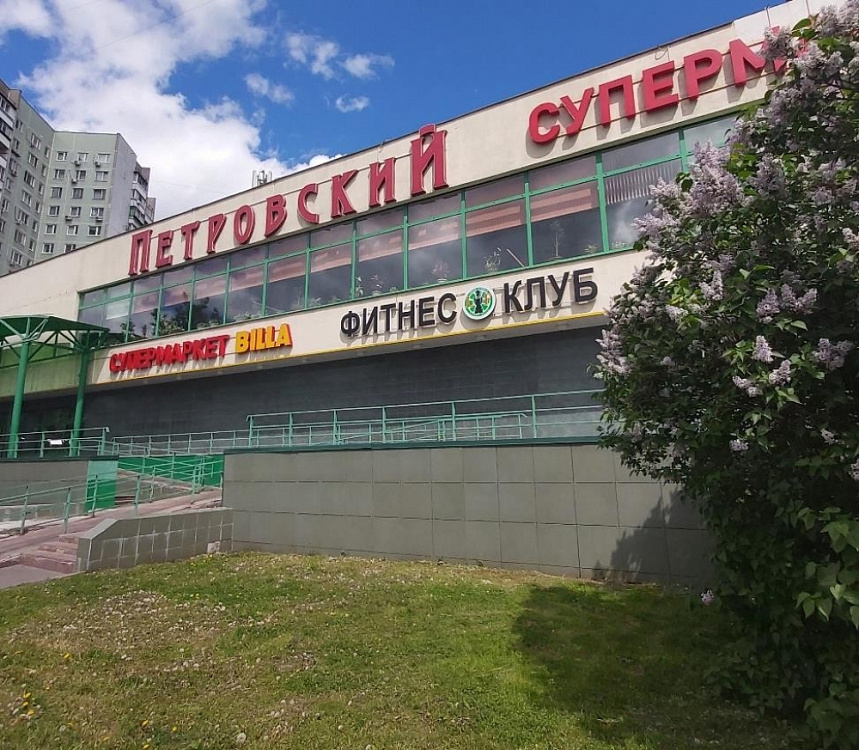 ПЕТРОВСКИЙ СУПЕРМ
СУПЕРМАРКЕТ BILLA
ФИТНЕС КЛУБ